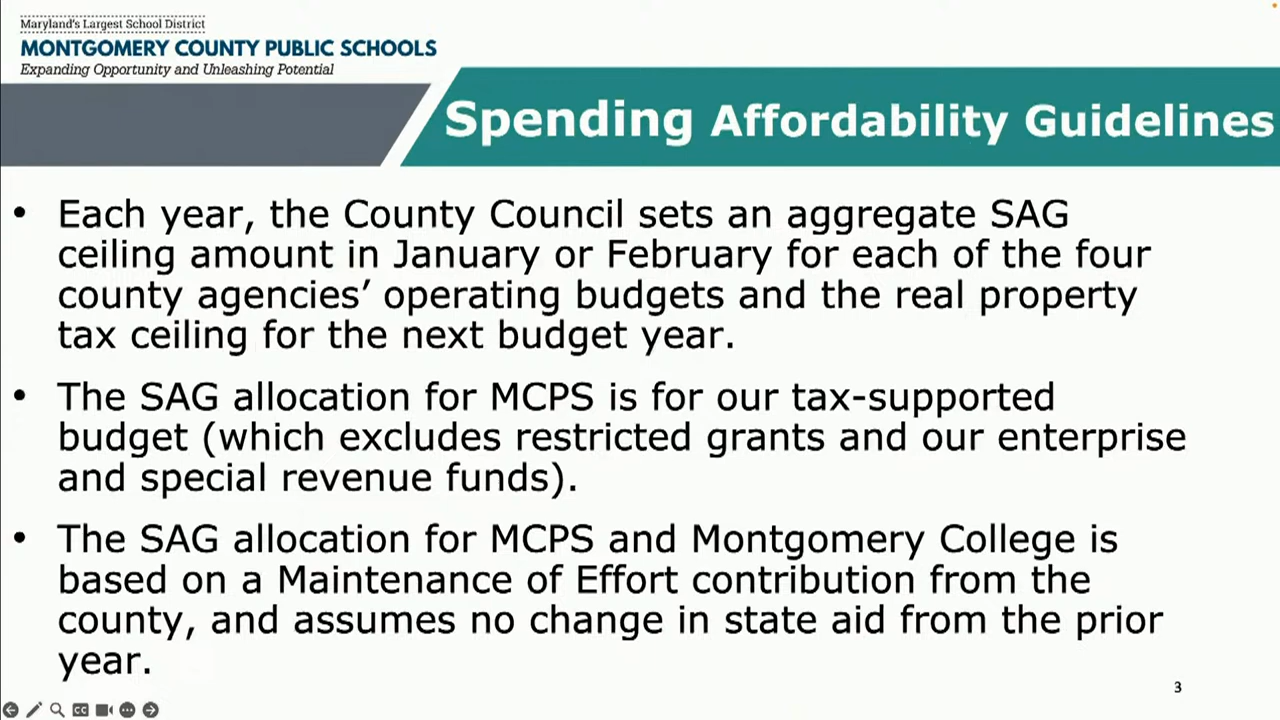 Maryland's Largest School District
MONTGOMERY COUNTY PUBLIC SCHOOLS
Expanding Opportunity and Unleashing Potential
Spending Affordability Guidelines
• Each year, the County Council sets an aggregate SAG
ceiling amount in January or February for each of the four
county agencies’ operating budgets and the real property
tax ceiling for the next budget year.
• The SAG allocation for MCPS is for our tax-supported
budget (which excludes restricted grants and our enterprise
and special revenue funds).
• The SAG allocation for MCPS and Montgomery College is
based on a Maintenance of Effort contribution from the
county, and assumes no change in state aid from the prior
year.
3
CC